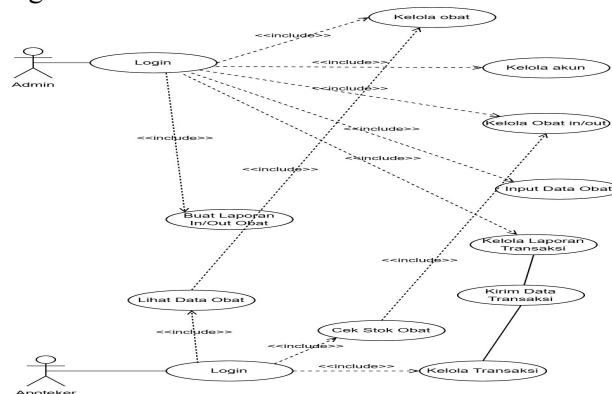 Kelola obat
<<include>>
Login
Admin
<<include>>
Kelola akun
<<include>>
Kelola Obat in/out
<<include>>
<<include>>
<<include>>
<<include>>
Input Data Obat
Buat Laporan
In/Out Obat
Kelola Laporan
Transaksi
<<include>>
Kirim Data
Transaksi
Lihat Data Obat
<<include>>
Cek Stok Obat
<<include>>
Login
<<include>>
Kelola Transaksi
Apoteker